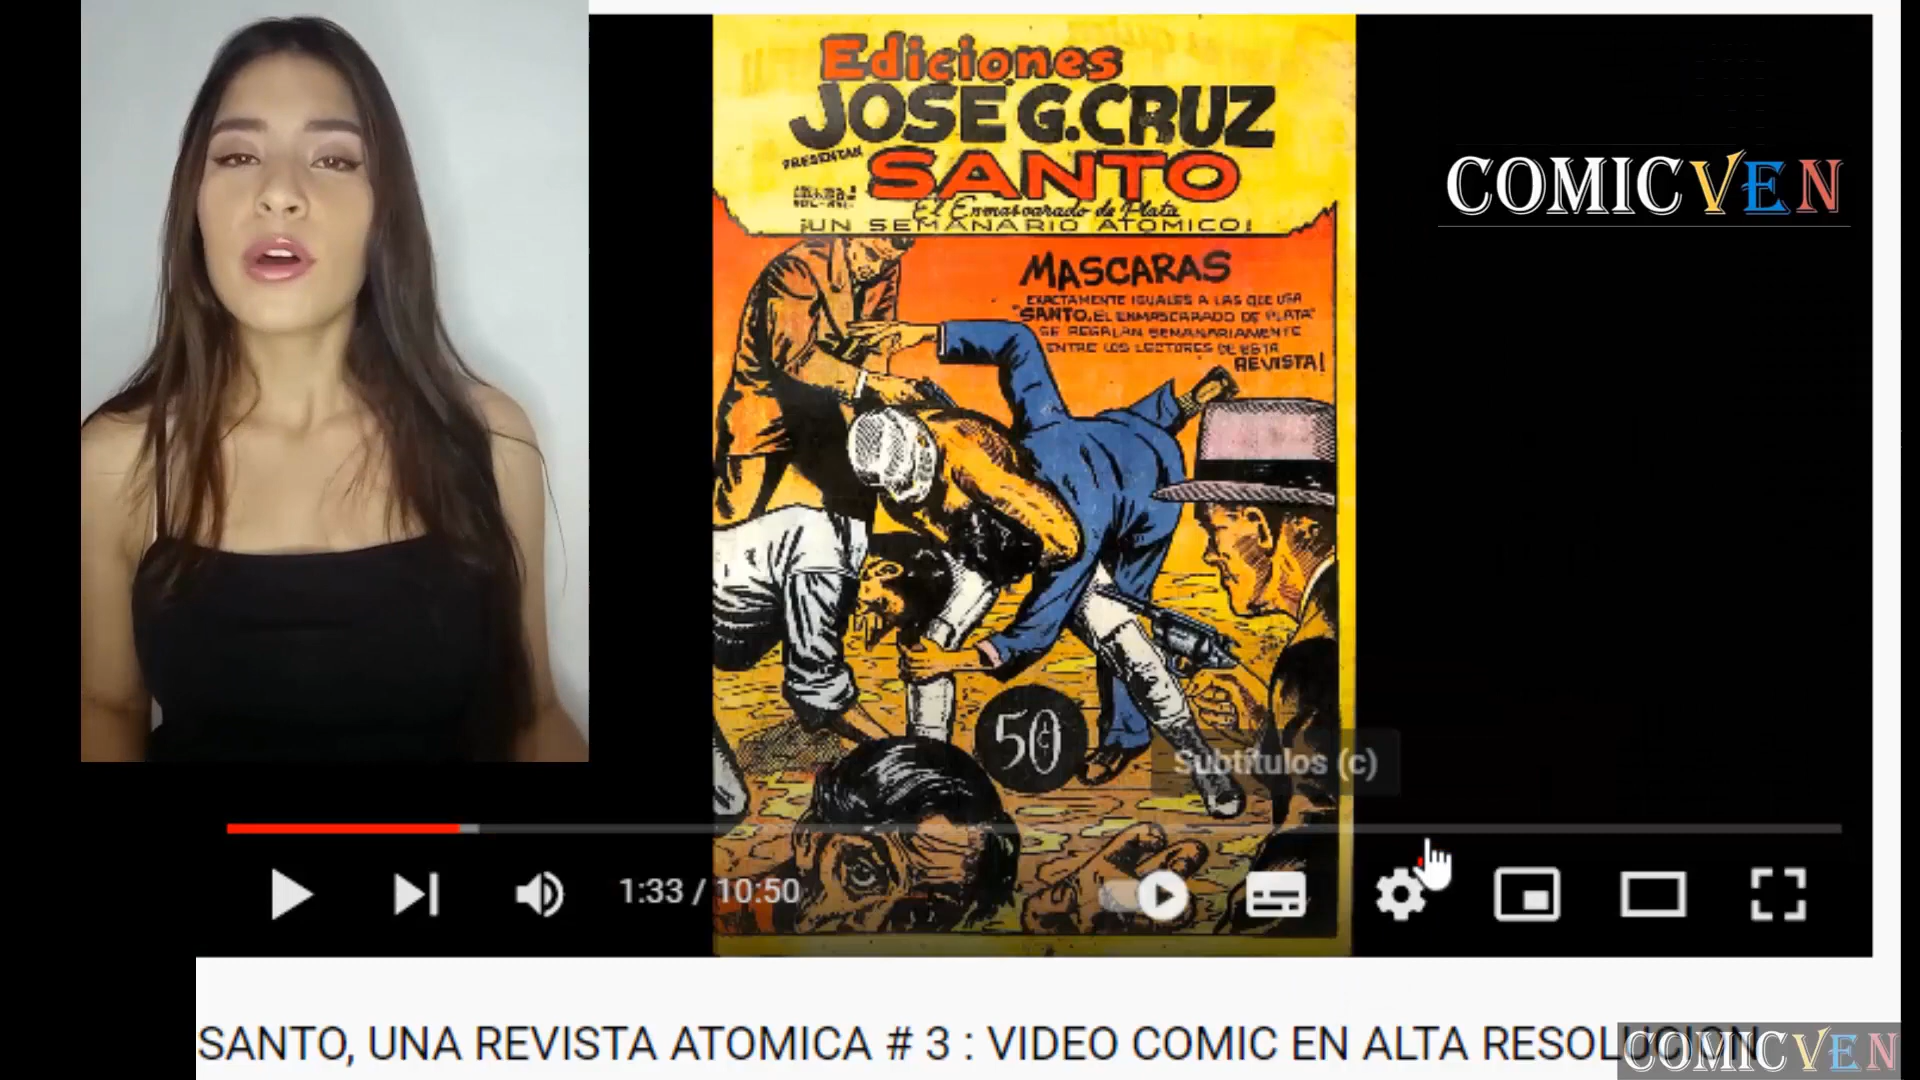 Ediciones
JOSE G. CRUZ
PRESENTAN
SANTO
El Enmascarado de Plata
¡UN SEMANARIO ATOMICO!
COMICVEN
MASCARAS
EXACTAMENTE IGUALES A LAS QUE USA
"SANTO, EL ENMASCARADO DE PLATA"
SE REGALAN SEMANARIAMENTE
ENTRE LOS LECTORES DE ESTA
REVISTA!
50¢
Subtítulos (c)
1:33 / 10:50
SANTO, UNA REVISTA ATOMICA # 3 : VIDEO COMIC EN ALTA RESOLUCION
COMICVEN